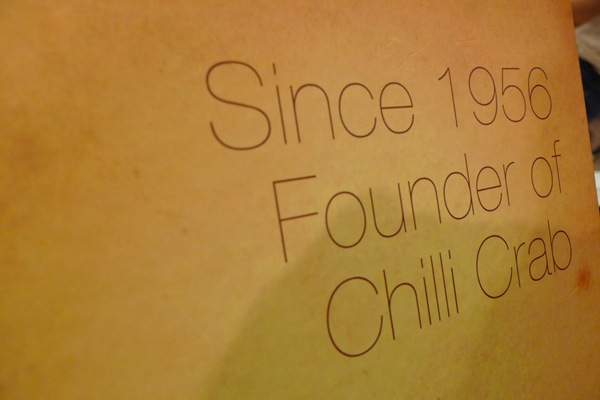 Since 1956
Founder of
Chilli Crab